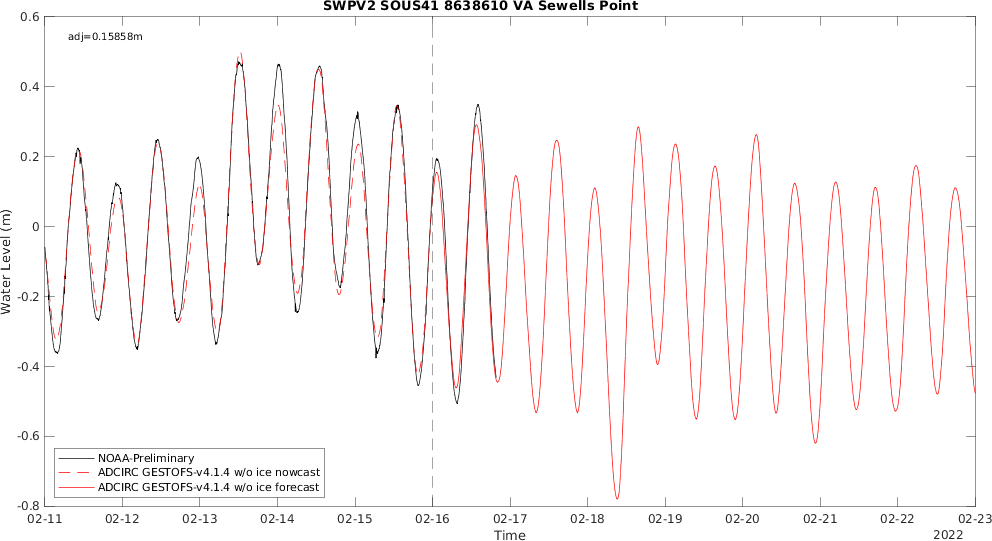 SWPV2 SOUS41 8638610 VA Sewells Point
adj=0.15858m
0.6
0.4
0.2
0
-0.2
-0.4
-0.6
-0.8
Water Level (m)
NOAA-Preliminary
ADCIRC GESTOFS-v4.1.4 w/o ice nowcast
ADCIRC GESTOFS-v4.1.4 w/o ice forecast
02-11 02-12 02-13 02-14 02-15 02-16 02-17 02-18 02-19 02-20 02-21 02-22 02-23
Time
2022